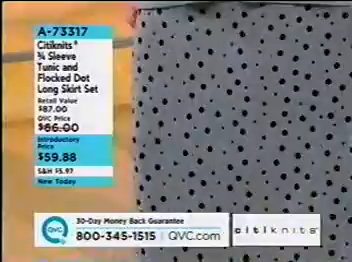 A-73317
Citiknits®
¾ Sleeve
Tunic and
Flocked Dot
Long Skirt Set
Retail Value
$87.00
QVC Price
$66.00
Introductory
Price
$59.88
S&H $5.97
New Today
QVC
30-Day Money Back Guarantee
800-345-1515 | QVC.com
citiknits